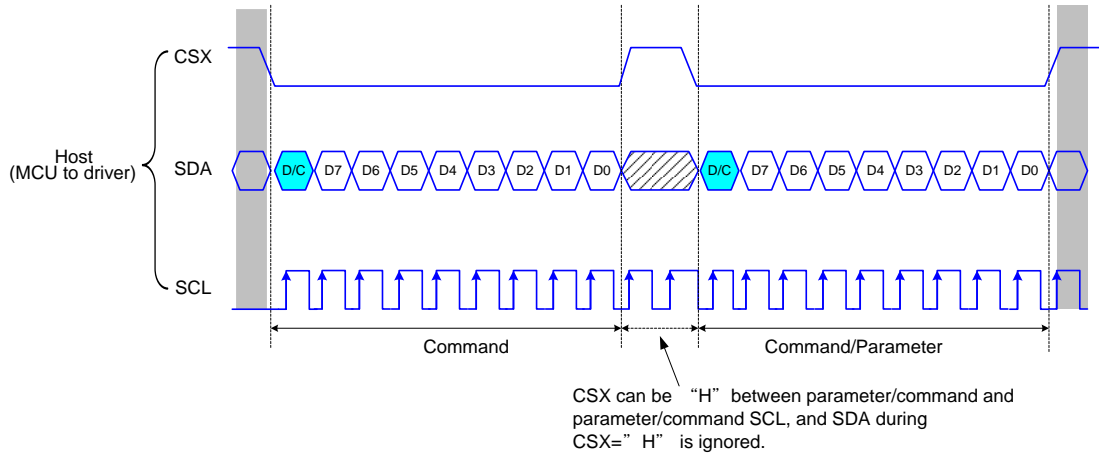 CSX
Host
(MCU to driver)
SDA
D/C D7 D6 D5 D4 D3 D2 D1 D0 D/C D7 D6 D5 D4 D3 D2 D1 D0
SCL
Command Command/Parameter
CSX can be “H” between parameter/command and
parameter/command SCL, and SDA during
CSX=”H” is ignored.